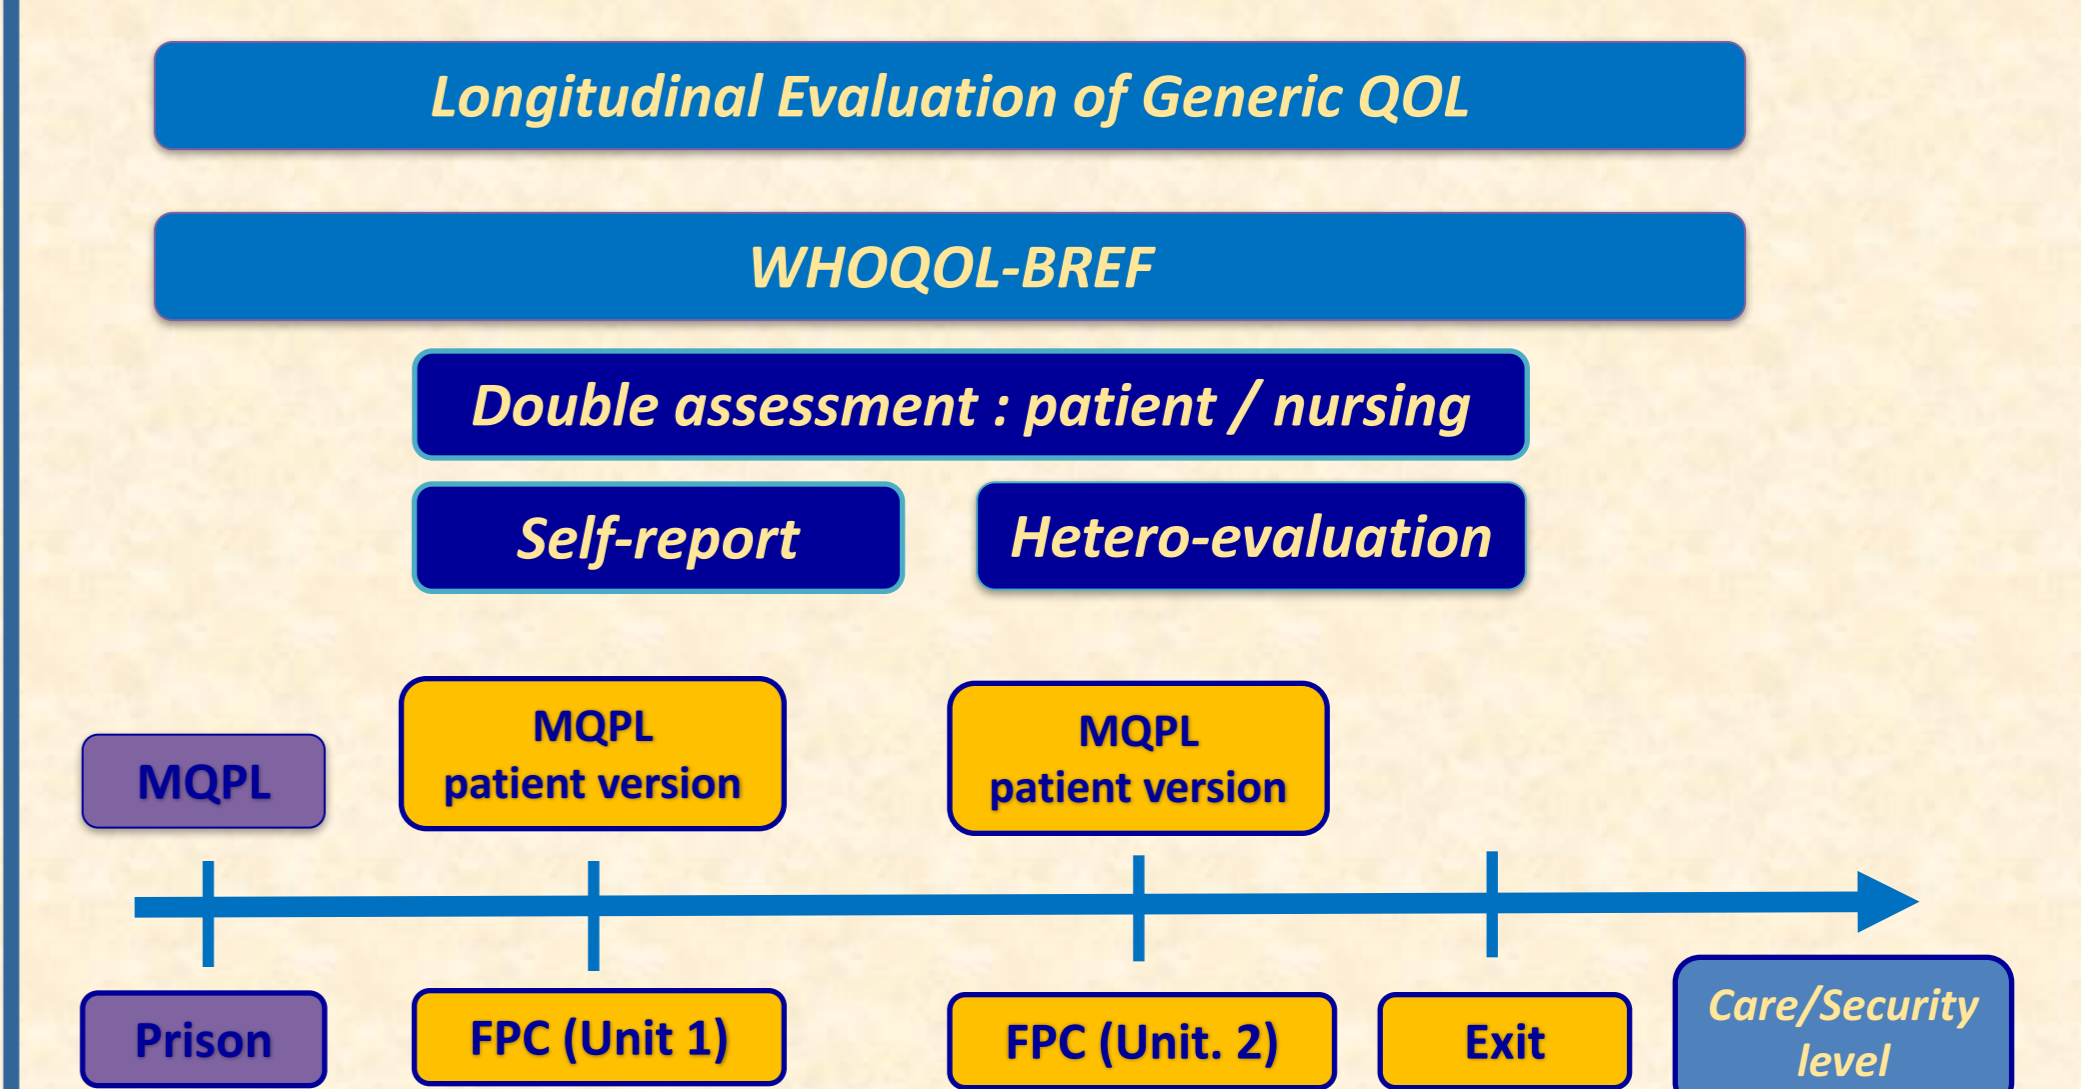 Longitudinal Evaluation of Generic QOL
WHOQOL-BREF
Double assessment : patient / nursing
Self-report
Hetero-evaluation
MQPL
MQPL
patient version
MQPL
patient version
Prison
FPC (Unit 1)
FPC (Unit. 2)
Exit
Care/Security
level